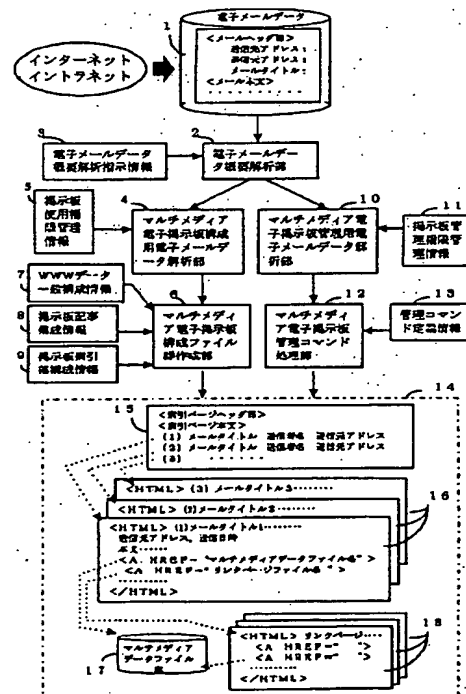 電子メールデータ
1
<メールヘッダ部>
送信先アドレス:
送信元アドレス:
メールタイトル:
<メール本文>
インターネット
イントラネット
3
電子メールデータ
概要解析指示情報
2
電子メールデー
タ概要解析部
5
掲示板
使用権
限管理
情報
4
マルチメディア
電子掲示板構成
用電子メールデ
ータ解析部
10
マルチメディア電
子掲示板管理用電
子メールデータ解
析部
11
掲示板管
理権限管
理情報
7
WWWデータ
一般構成情報
8
掲示板記事
構成情報
9
掲示板索引
部構成情報
6
マルチメディ
ア電子掲示板
構成ファイル
群作成部
12
マルチメディ
ア電子掲示板
管理コマンド
処理部
13
管理コマン
ド定義情報
14
15
<索引ページヘッダ部>
<索引ページ本文>
(1) メールタイトル 送信者名 送信元アドレス
(2) メールタイトル 送信者名 送信元アドレス
(3)
<HTML> (3) メールタイトル3
<HTML> (2) メールタイトル2
16
<HTML> (1)メールタイトル1
送信元アドレス、送信日時
本文
<A HREF="マルチメディアデータファイル名">
<A HREF="リンクページファイル名">
</HTML>
17
マルチメディア
データファイル
18
<HTML> リンクページ
<A HREF=" ">
<A HREF=" ">
</HTML>